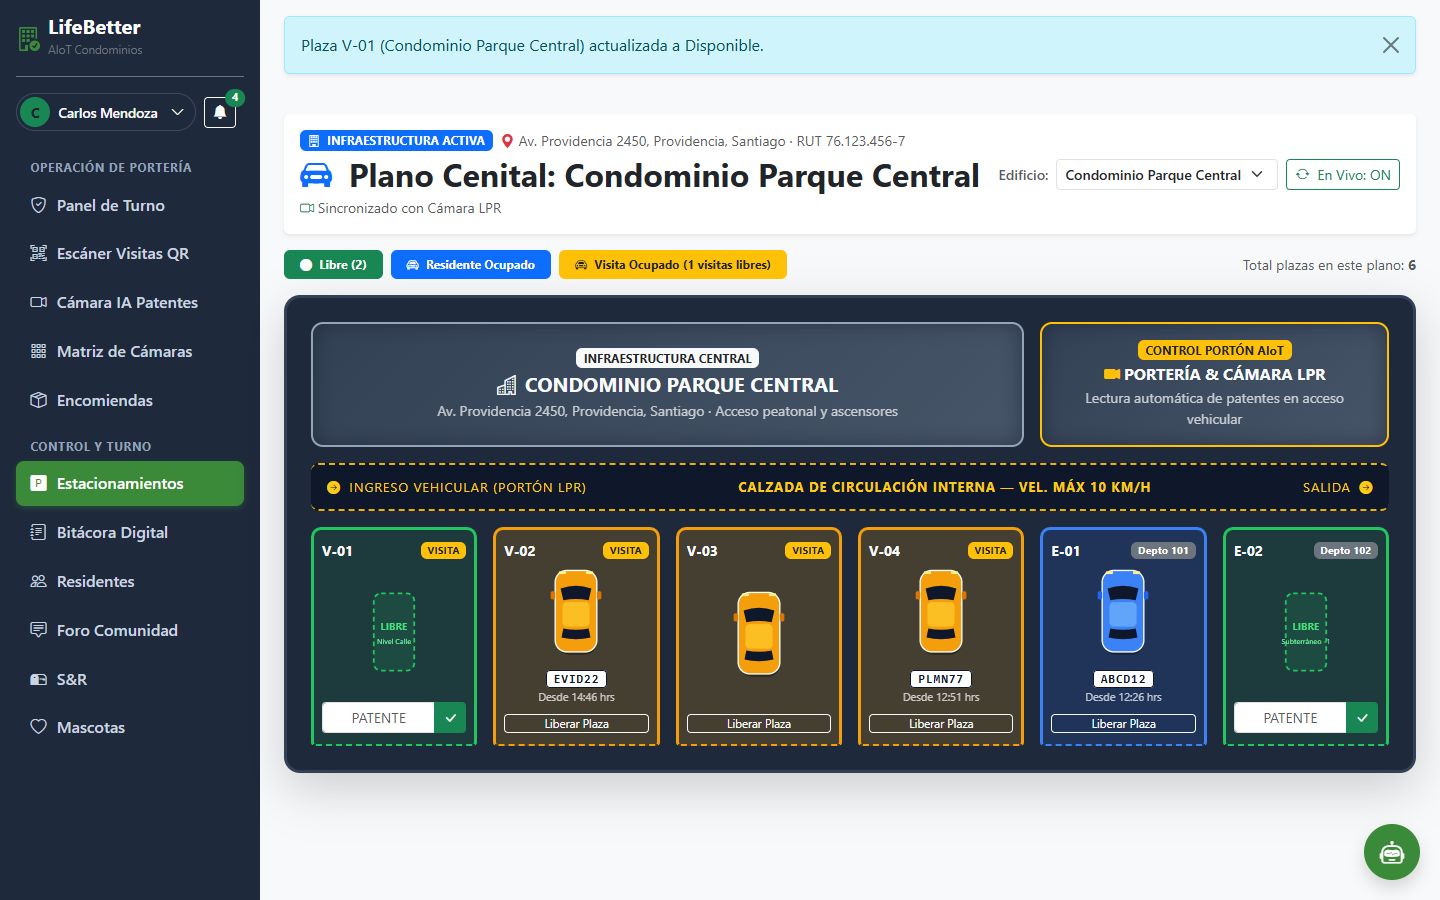 LifeBetter
AIoT Condominios
C Carlos Mendoza
4
OPERACIÓN DE PORTERÍA
Panel de Turno
Escáner Visitas QR
Cámara IA Patentes
Matriz de Cámaras
Encomiendas
CONTROL Y TURNO
P Estacionamientos
Bitácora Digital
Residentes
Foro Comunidad
S&R
Mascotas
Plaza V-01 (Condominio Parque Central) actualizada a Disponible.
INFRAESTRUCTURA ACTIVA Av. Providencia 2450, Providencia, Santiago · RUT 76.123.456-7
Plano Cenital: Condominio Parque Central
Edificio: Condominio Parque Central
En Vivo: ON
Sincronizado con Cámara LPR
Libre (2)
Residente Ocupado
Visita Ocupado (1 visitas libres)
Total plazas en este plano: 6
INFRAESTRUCTURA CENTRAL
CONDOMINIO PARQUE CENTRAL
Av. Providencia 2450, Providencia, Santiago · Acceso peatonal y ascensores
CONTROL PORTÓN AIoT
PORTERÍA & CÁMARA LPR
Lectura automática de patentes en acceso
vehicular
INGRESO VEHICULAR (PORTÓN LPR)
CALZADA DE CIRCULACIÓN INTERNA — VEL. MÁX 10 KM/H
SALIDA
V-01 VISITA
LIBRE
Nivel Calle
PATENTE
V-02 VISITA
EVID22
Desde 14:46 hrs
Liberar Plaza
V-03 VISITA
Liberar Plaza
V-04 VISITA
PLMN77
Desde 12:51 hrs
Liberar Plaza
E-01 Depto 101
ABCD12
Desde 12:26 hrs
Liberar Plaza
E-02 Depto 102
LIBRE
Subterráneo -1
PATENTE